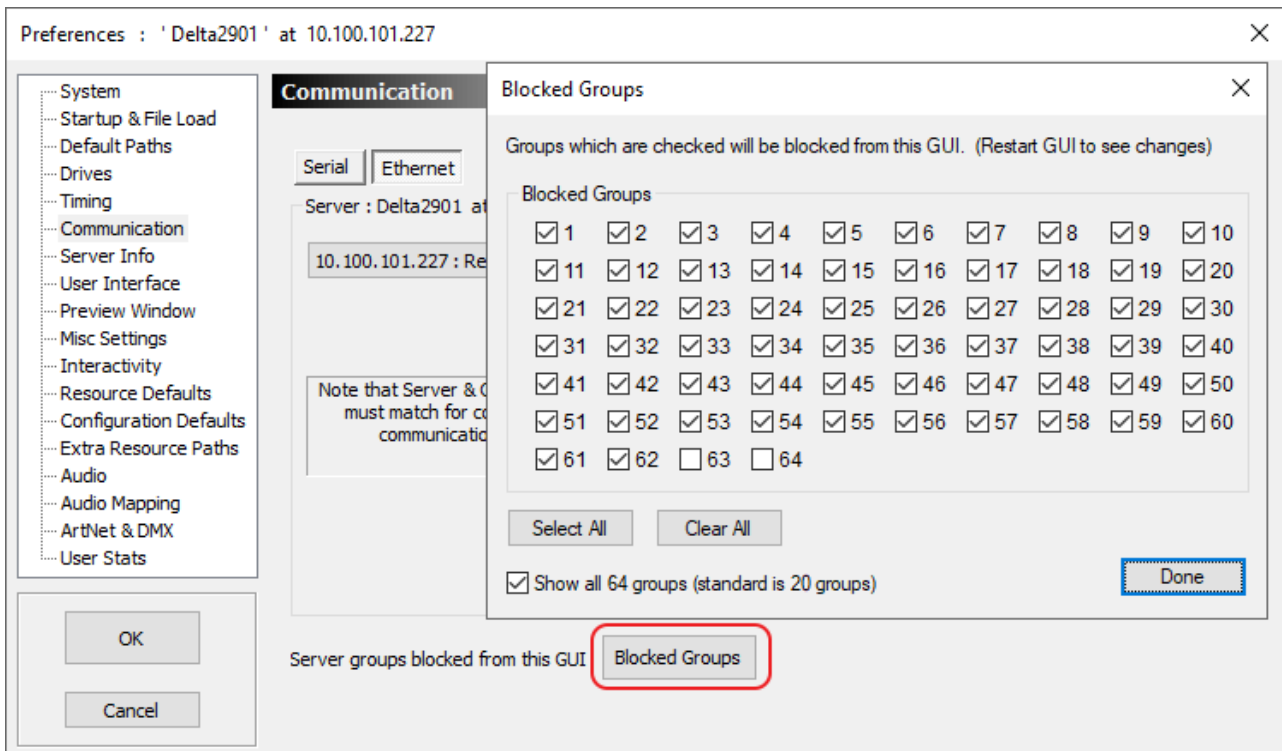 Preferences : 'Delta2901' at 10.100.101.227
System
Startup & File Load
Default Paths
Drives
Timing
Communication
Server Info
User Interface
Preview Window
Misc Settings
Interactivity
Resource Defaults
Configuration Defaults
Extra Resource Paths
Audio
Audio Mapping
ArtNet & DMX
User Stats
OK
Cancel
Communication
Serial Ethernet
Server : Delta2901 at
10.100.101.227 : Re
Note that Server &
must match for
Server groups blocked from this GUI Blocked Groups
Blocked Groups
Groups which are checked will be blocked from this GUI. (Restart GUI to see changes)
Blocked Groups
1 2 3 4 5 6 7 8 9 10
11 12 13 14 15 16 17 18 19 20
21 22 23 24 25 26 27 28 29 30
31 32 33 34 35 36 37 38 39 40
41 42 43 44 45 46 47 48 49 50
51 52 53 54 55 56 57 58 59 60
61 62 63 64
Select All Clear All
Show all 64 groups (standard is 20 groups)
Done